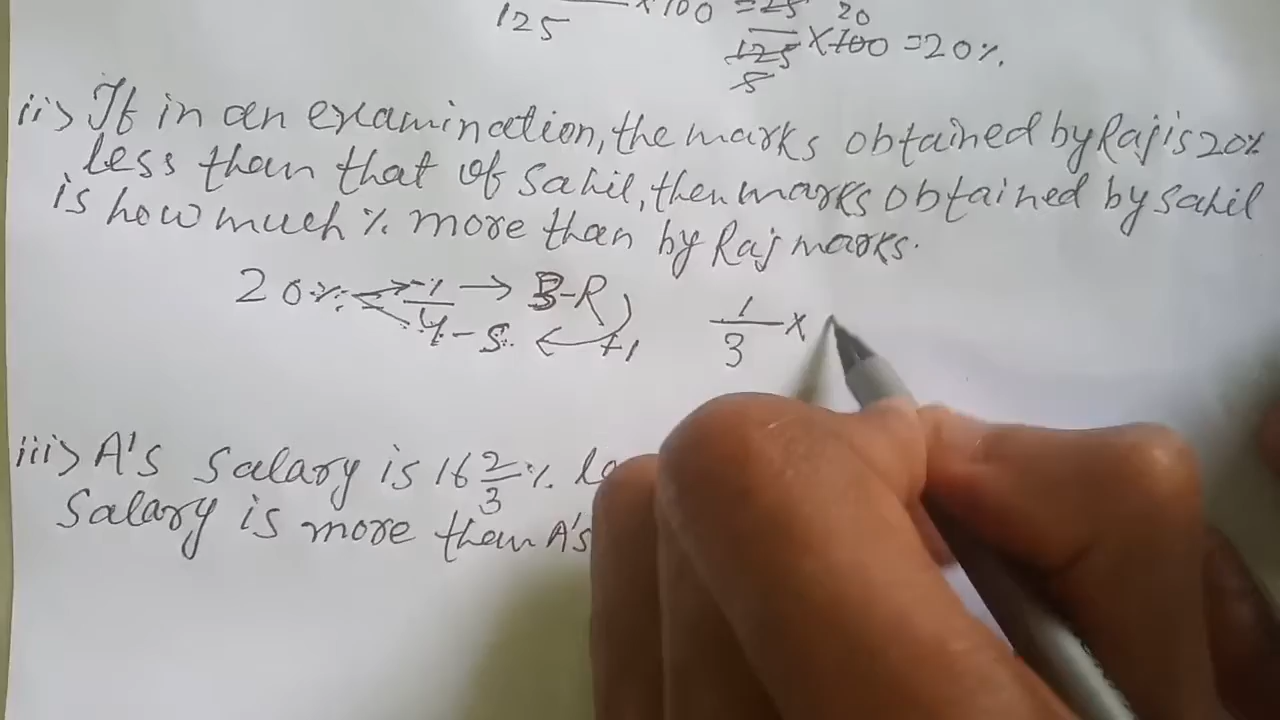 125 ×100 = 25 20
125 ×100 =20%.
5
ii> If in an examination, the marks obtained by Raj is 20%
less than that of Sahil, then marks obtained by Sahil
is how much % more than by Raj marks.
20% -1 → 3-R
4-S. ← +1
1/3 ×
iii> A's Salary is 16 2/3 %
Salary is more than A's